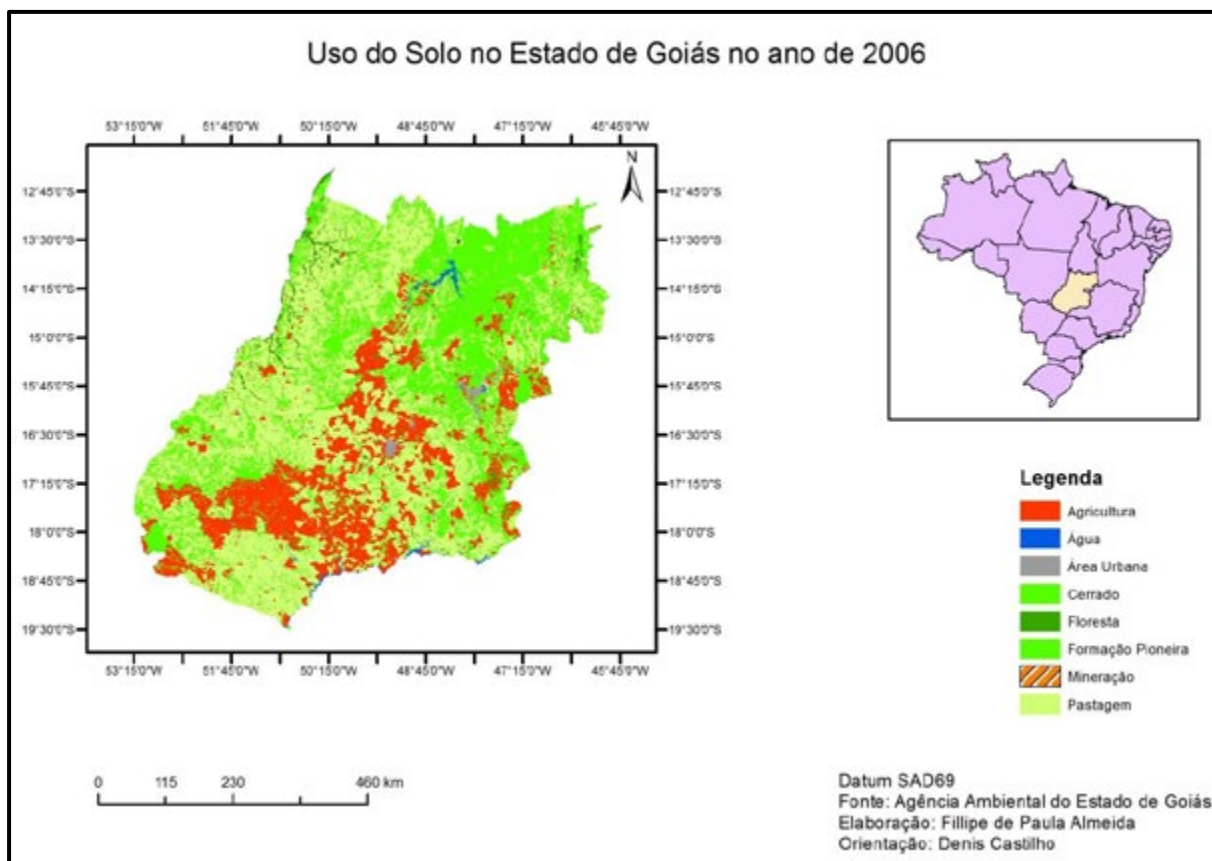 Uso do Solo no Estado de Goiás no ano de 2006
53°15'0"W 51°45'0"W 50°15'0"W 48°45'0"W 47°15'0"W 45°45'0"W
N
12°45'0"S 12°45'0"S
13°30'0"S 13°30'0"S
14°15'0"S 14°15'0"S
15°0'0"S 15°0'0"S
15°45'0"S 15°45'0"S
16°30'0"S 16°30'0"S
17°15'0"S 17°15'0"S
18°0'0"S 18°0'0"S
18°45'0"S 18°45'0"S
19°30'0"S 19°30'0"S
53°15'0"W 51°45'0"W 50°15'0"W 48°45'0"W 47°15'0"W 45°45'0"W
Legenda
Agricultura
Água
Área Urbana
Cerrado
Floresta
Formação Pioneira
Mineração
Pastagem
0 115 230 460 km
Datum SAD69
Fonte: Agência Ambiental do Estado de Goiás
Elaboração: Fillipe de Paula Almeida
Orientação: Denis Castilho